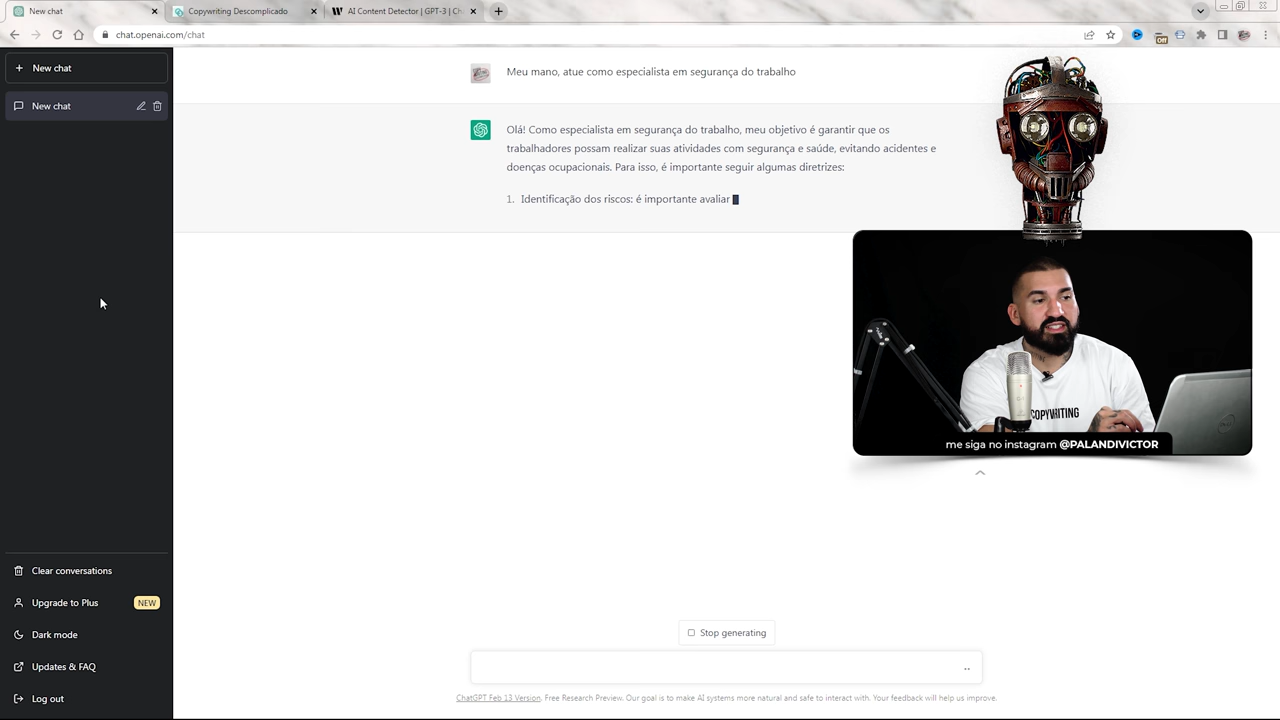 New chat
Copywriting Descomplicado
AI Content Detector | GPT-3 | Ch
chat.openai.com/chat
Off
New chat
New chat
Meu mano, atue como especialista em segurança do trabalho
Olá! Como especialista em segurança do trabalho, meu objetivo é garantir que os
trabalhadores possam realizar suas atividades com segurança e saúde, evitando acidentes e
doenças ocupacionais. Para isso, é importante seguir algumas diretrizes:
1. Identificação dos riscos: é importante avaliar
COPYWRITING
me siga no instagram @PALANDIVICTOR
Clear conversations
Upgrade to Plus NEW
Dark mode
Updates & FAQ
Log out
Stop generating
ChatGPT Feb 13 Version. Free Research Preview. Our goal is to make AI systems more natural and safe to interact with. Your feedback will help us improve.